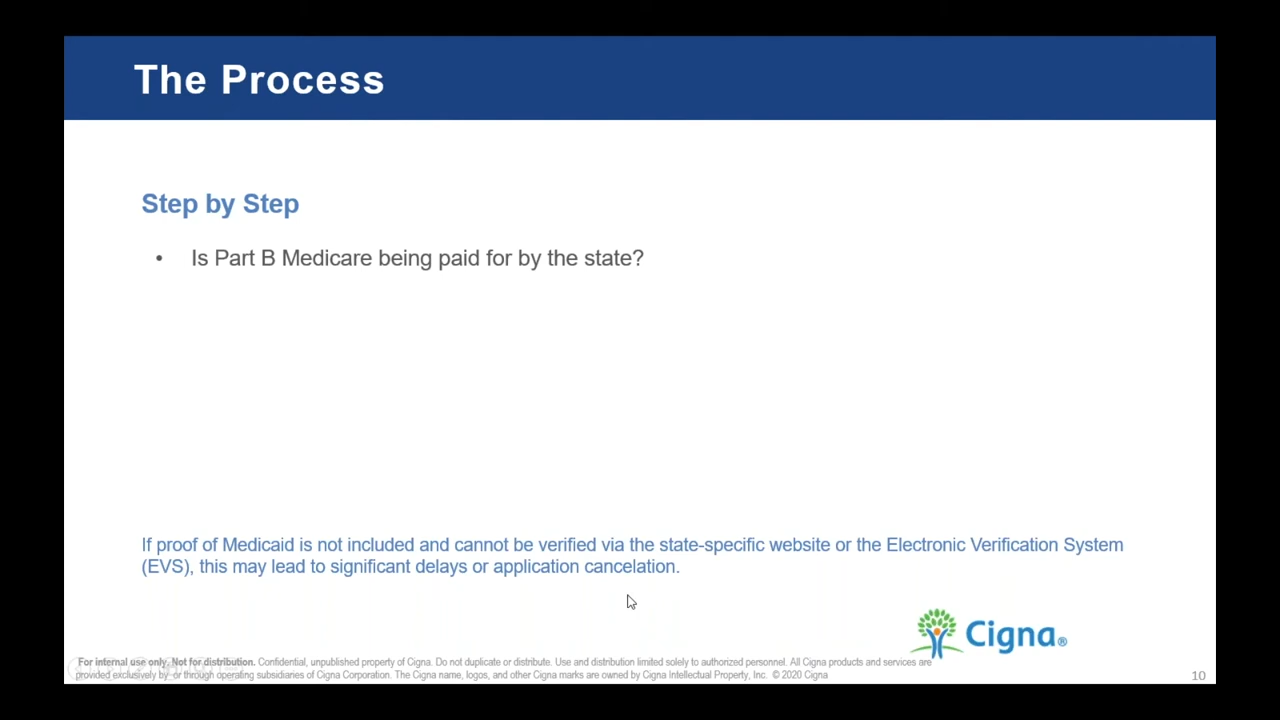 The Process
Step by Step
• Is Part B Medicare being paid for by the state?
If proof of Medicaid is not included and cannot be verified via the state-specific website or the Electronic Verification System
(EVS), this may lead to significant delays or application cancelation.
Cigna®
For internal use only. Not for distribution. Confidential, unpublished property of Cigna. Do not duplicate or distribute. Use and distribution limited solely to authorized personnel. All Cigna products and services are
provided exclusively by or through operating subsidiaries of Cigna Corporation. The Cigna name, logos, and other Cigna marks are owned by Cigna Intellectual Property, Inc. © 2020 Cigna
10